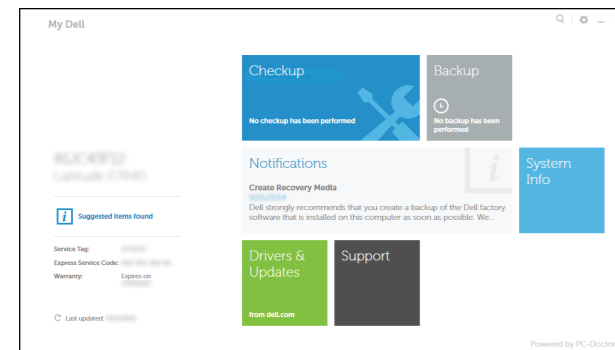 My Dell
Suggested items found
Service Tag:
Express Service Code:
Warranty: Expires on
Last updated:
Checkup
No checkup has been performed
Backup
No backup has been
performed
Notifications
Create Recovery Media
Dell strongly recommends that you create a backup of the Dell factory
software that is installed on this computer as soon as possible. We...
System
Info
Drivers &
Updates
from dell.com
Support
Powered by PC-Doctor